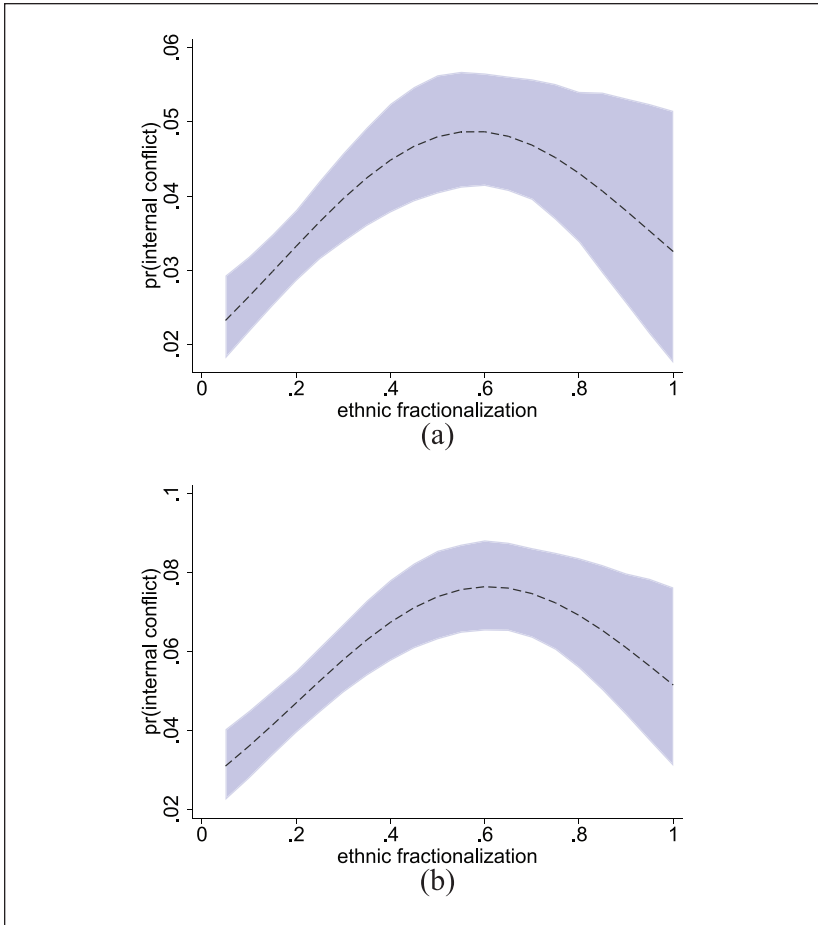 .06
.05
.04
.03
.02
pr(internal conflict)
0 .2 .4 .6 .8 1
ethnic fractionalization
(a)
.1
.08
.06
.04
.02
pr(internal conflict)
0 .2 .4 .6 .8 1
ethnic fractionalization
(b)